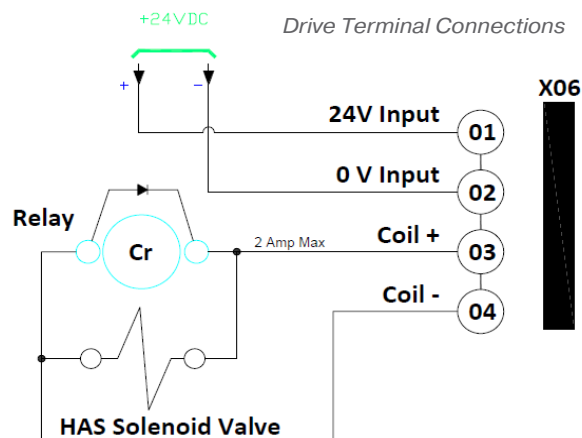 +24VDC
Drive Terminal Connections
+
-
X06
24V Input
01
0 V Input
02
Relay
Cr
2 Amp Max
Coil +
03
Coil -
04
HAS Solenoid Valve